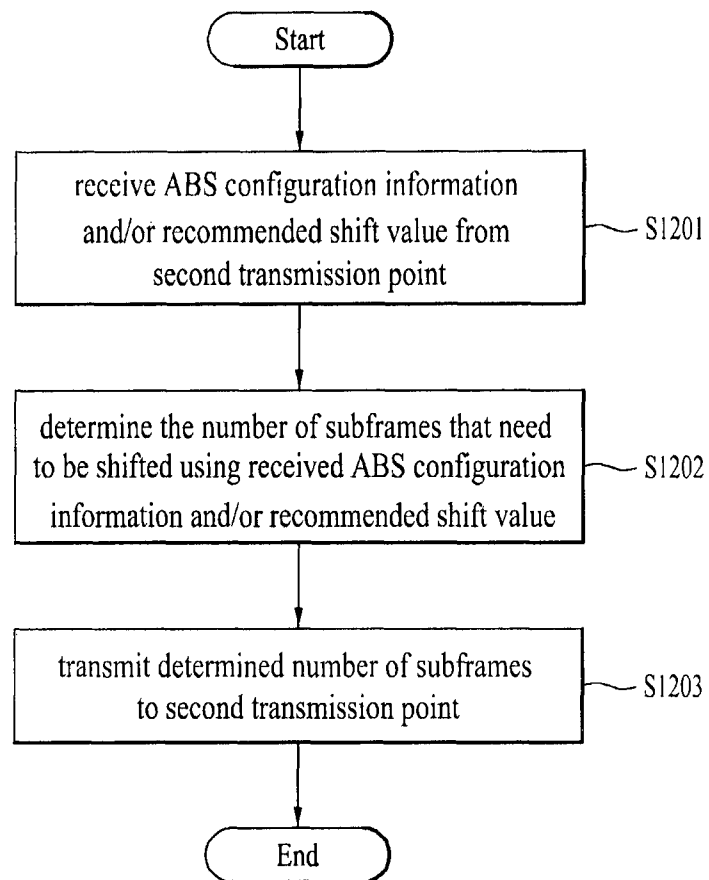 Start
receive ABS configuration information
and/or recommended shift value from
second transmission point
S1201
determine the number of subframes that need
to be shifted using received ABS configuration
information and/or recommended shift value
S1202
transmit determined number of subframes
to second transmission point
S1203
End